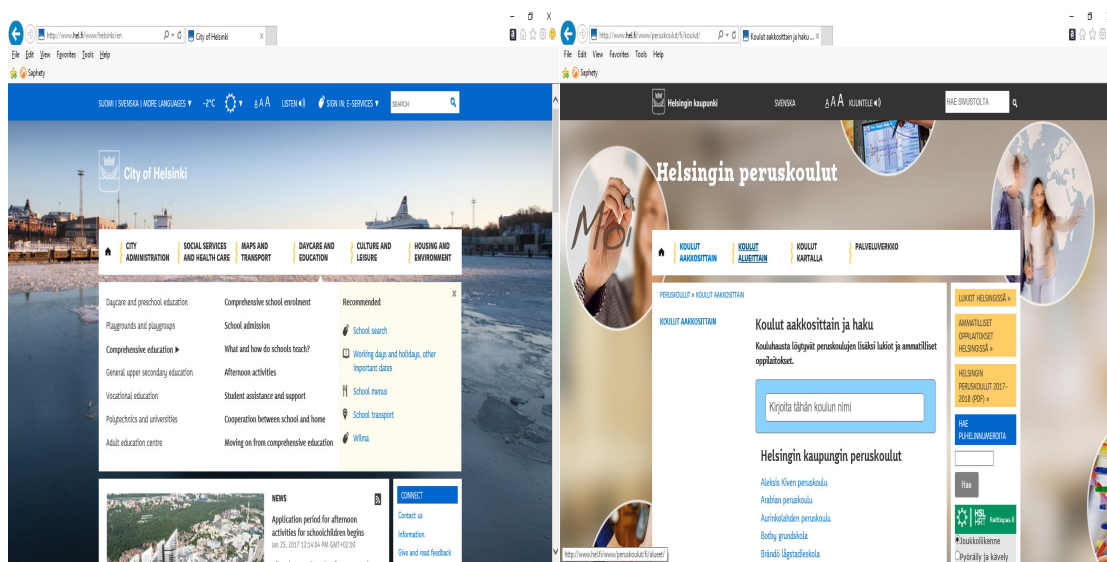 http://www.hel.fi/www/helsinki/en
City of Helsinki
File Edit View Favorites Tools Help
Saphety
SUOMI | SVENSKA | MORE LANGUAGES ▼ -2°C ▼ A A A LISTEN SIGN IN: E-SERVICES ▼ SEARCH
City of Helsinki
CITY ADMINISTRATION
SOCIAL SERVICES AND HEALTH CARE
MAPS AND TRANSPORT
DAYCARE AND EDUCATION
CULTURE AND LEISURE
HOUSING AND ENVIRONMENT
Daycare and preschool education
Playgrounds and playgroups
Comprehensive education ▶
General upper secondary education
Vocational education
Polytechnics and universities
Adult education centre
Comprehensive school enrolment
School admission
What and how do schools teach?
Afternoon activities
Student assistance and support
Cooperation between school and home
Moving on from comprehensive education
Recommended
X
School search
Working days and holidays, other
important dates
School menus
School transport
Wilma
NEWS
Application period for afternoon
activities for schoolchildren begins
Jan 25, 2017 12:14:04 PM GMT+02:00
CONNECT
Contact us
Information
Give and read feedback
http://www.hel.fi/www/peruskoulut/fi/koulut/
Koulut aakkosittain ja haku ...
File Edit View Favorites Tools Help
Saphety
Helsingin kaupunki SVENSKA A A A KUUNTELE HAE SIVUSTOLTA
Helsingin peruskoulut
Moi
KOULUT AAKKOSITTAIN
KOULUT ALUEITTAIN
KOULUT KARTALLA
PALVELUVERKKO
PERUSKOULUT » KOULUT AAKKOSITTAIN
KOULUT AAKKOSITTAIN
Koulut aakkosittain ja haku
Kouluhausta löytyvät peruskoulujen lisäksi lukiot ja ammatilliset
oppilaitokset.
Kirjoita tähän koulun nimi
Helsingin kaupungin peruskoulut
Aleksis Kiven peruskoulu
Arabian peruskoulu
Aurinkolahden peruskoulu
Botby grundskola
Brändö lågstadieskola
LUKIOT HELSINGISSÄ »
AMMATILLISET
OPPILAITOKSET
HELSINGISSÄ »
HELSINGIN
PERUSKOULUT 2017-
2018 (PDF) »
HAE
PUHELINNUMEROITA
Hae
HSL
HRT Reittiopas.fi
Joukkoliikenne
Pyöräily ja kävely
http://www.hel.fi/www/peruskoulut/fi/alueet/